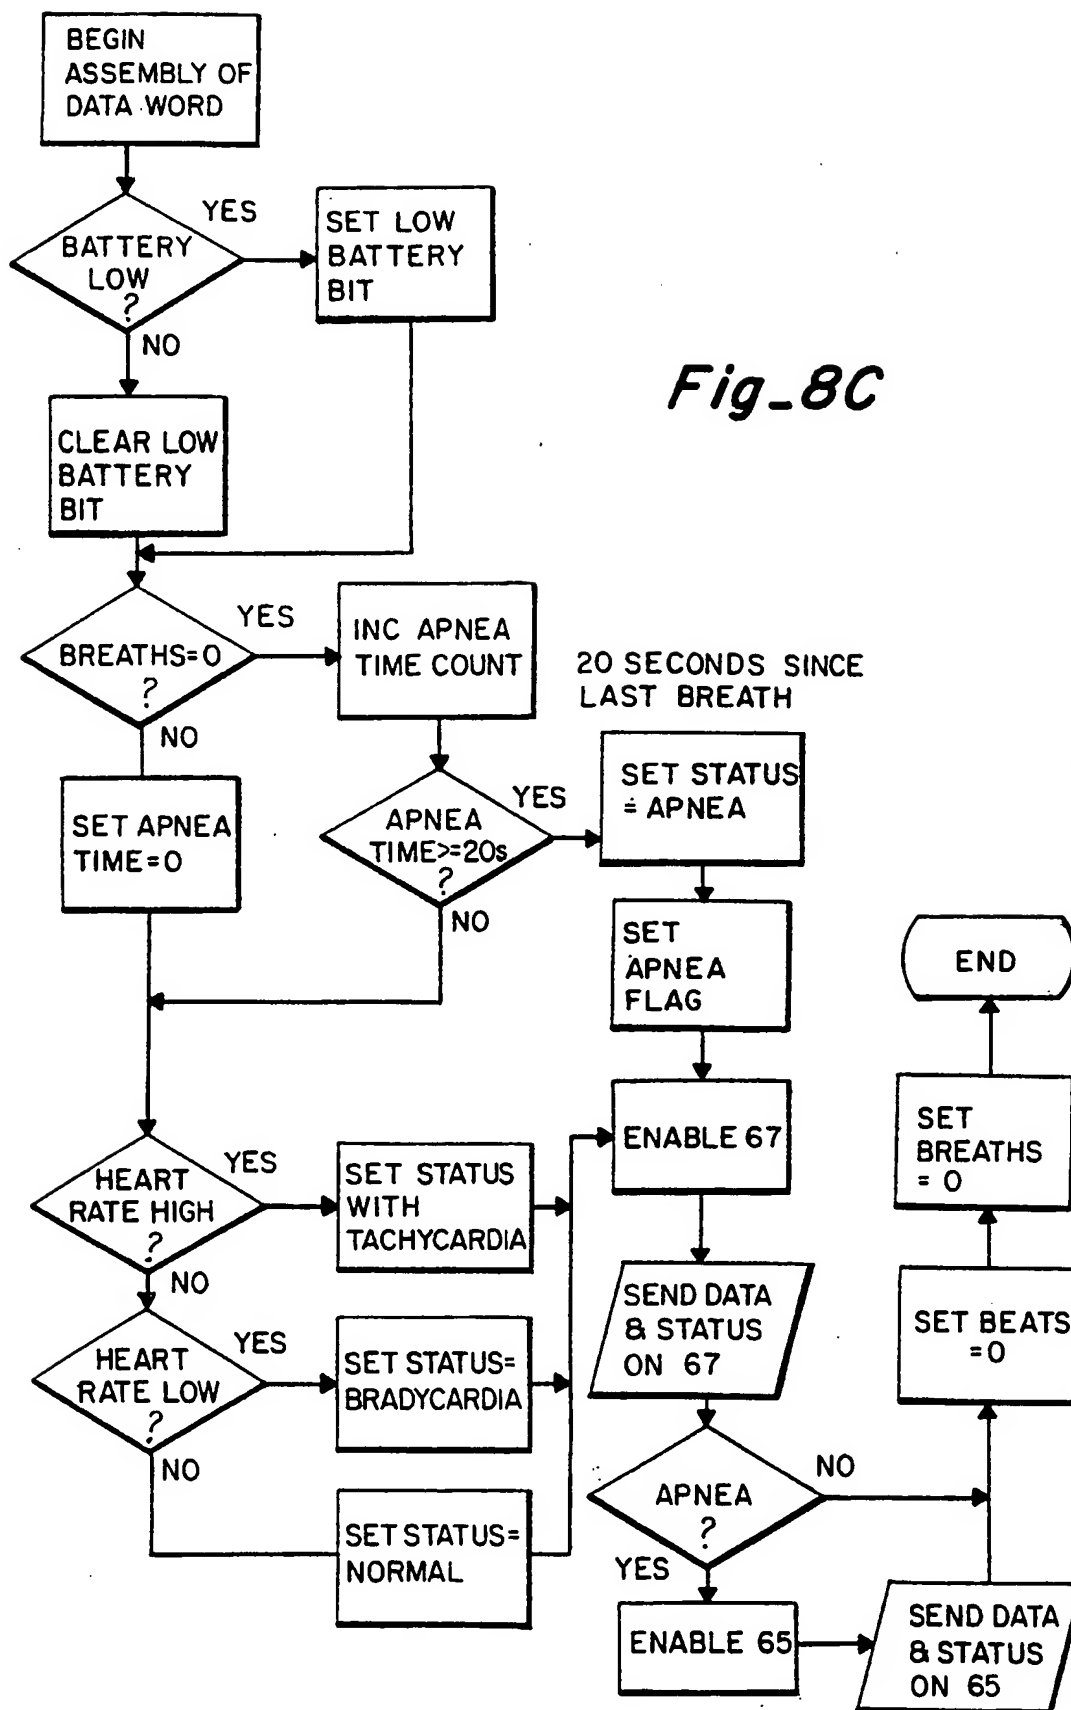 BEGIN
ASSEMBLY OF
DATA WORD
BATTERY
LOW
?
YES
NO
SET LOW
BATTERY
BIT
Fig_8C
CLEAR LOW
BATTERY
BIT
BREATHS=0
?
YES
NO
INC APNEA
TIME COUNT
20 SECONDS SINCE
LAST BREATH
SET APNEA
TIME=0
APNEA
TIME>=20s
?
YES
NO
SET STATUS
= APNEA
SET
APNEA
FLAG
END
ENABLE 67
SET
BREATHS
= 0
HEART
RATE HIGH
?
YES
NO
SET STATUS
WITH
TACHYCARDIA
SEND DATA
& STATUS
ON 67
SET BEATS
=0
HEART
RATE LOW
?
YES
NO
SET STATUS=
BRADYCARDIA
SET STATUS=
NORMAL
APNEA
?
NO
YES
ENABLE 65
SEND DATA
& STATUS
ON 65